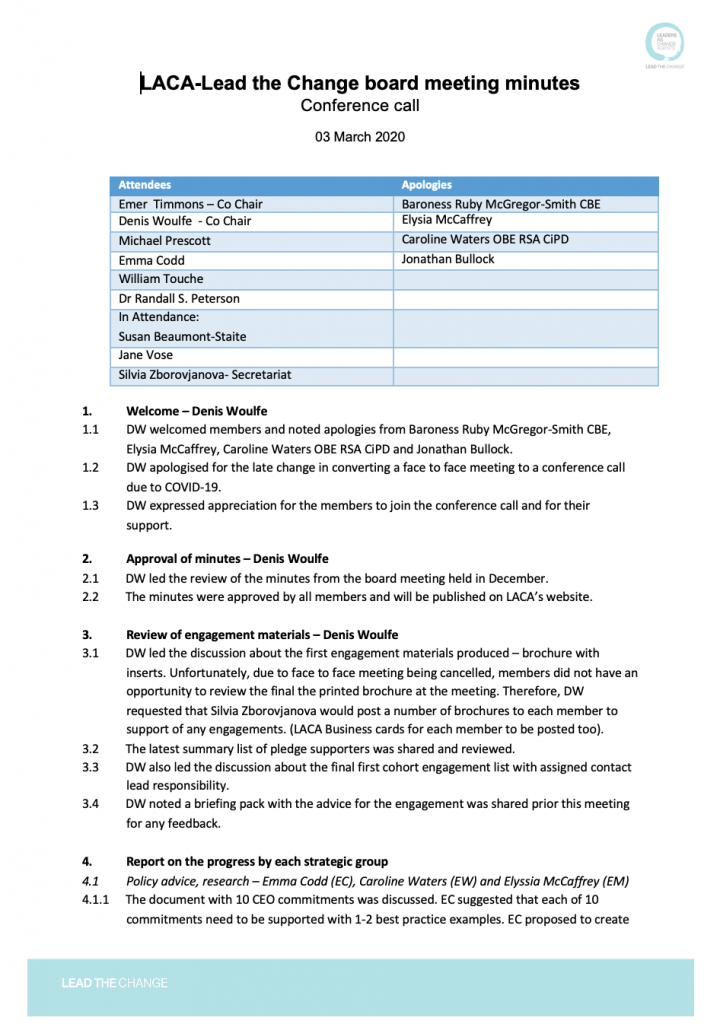 LEADERS
AS
CHANGE
AGENTS
LEAD THE CHANGE
LACA-Lead the Change board meeting minutes
Conference call
03 March 2020
Attendees Apologies
Emer Timmons – Co Chair Baroness Ruby McGregor-Smith CBE
Denis Woulfe - Co Chair Elysia McCaffrey
Michael Prescott Caroline Waters OBE RSA CiPD
Emma Codd Jonathan Bullock
William Touche
Dr Randall S. Peterson
In Attendance:
Susan Beaumont-Staite
Jane Vose
Silvia Zborovjanova- Secretariat
1. Welcome – Denis Woulfe
1.1 DW welcomed members and noted apologies from Baroness Ruby McGregor-Smith CBE,
Elysia McCaffrey, Caroline Waters OBE RSA CiPD and Jonathan Bullock.
1.2 DW apologised for the late change in converting a face to face meeting to a conference call
due to COVID-19.
1.3 DW expressed appreciation for the members to join the conference call and for their
support.
2. Approval of minutes – Denis Woulfe
2.1 DW led the review of the minutes from the board meeting held in December.
2.2 The minutes were approved by all members and will be published on LACA's website.
3. Review of engagement materials – Denis Woulfe
3.1 DW led the discussion about the first engagement materials produced – brochure with
inserts. Unfortunately, due to face to face meeting being cancelled, members did not have an
opportunity to review the final the printed brochure at the meeting. Therefore, DW
requested that Silvia Zborovjanova would post a number of brochures to each member to
support of any engagements. (LACA Business cards for each member to be posted too).
3.2 The latest summary list of pledge supporters was shared and reviewed.
3.3 DW also led the discussion about the final first cohort engagement list with assigned contact
lead responsibility.
3.4 DW noted a briefing pack with the advice for the engagement was shared prior this meeting
for any feedback.
4. Report on the progress by each strategic group
4.1 Policy advice, research – Emma Codd (EC), Caroline Waters (EW) and Elyssia McCaffrey (EM)
4.1.1 The document with 10 CEO commitments was discussed. EC suggested that each of 10
commitments need to be supported with 1-2 best practice examples. EC proposed to create
LEAD THE CHANGE